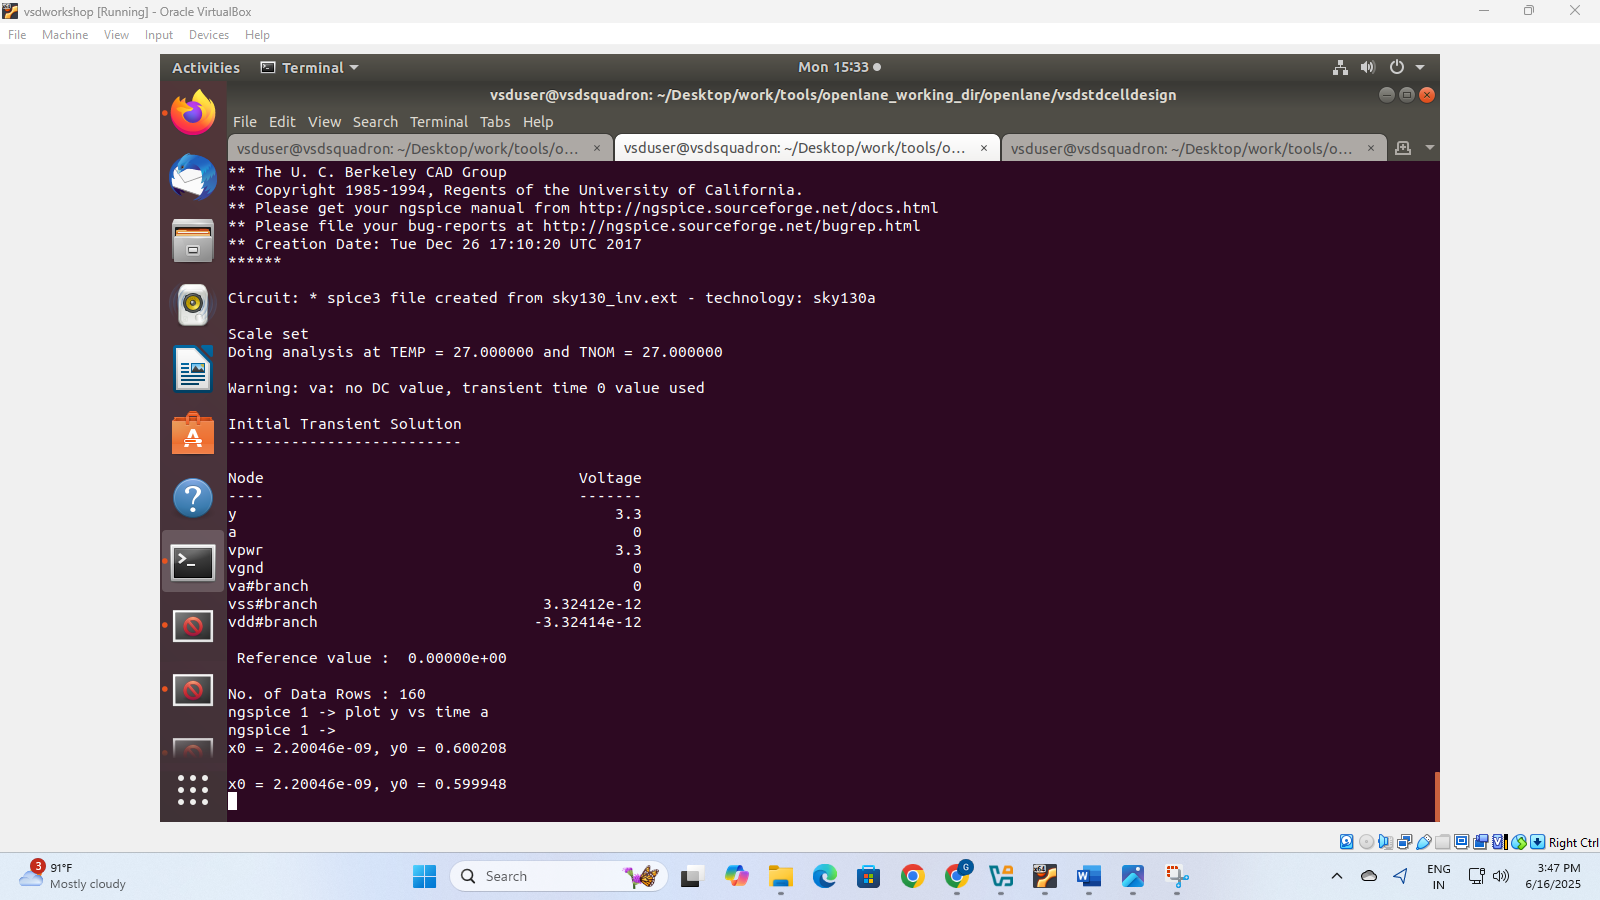 vsdworkshop [Running] - Oracle VirtualBox
File Machine View Input Devices Help
Activities Terminal Mon 15:33
vsduser@vsdsquadron: ~/Desktop/work/tools/openlane_working_dir/openlane/vsdstdcelldesign
File Edit View Search Terminal Tabs Help
vsduser@vsdsquadron: ~/Desktop/work/tools/o... × vsduser@vsdsquadron: ~/Desktop/work/tools/o... × vsduser@vsdsquadron: ~/Desktop/work/tools/o... ×
** The U. C. Berkeley CAD Group
** Copyright 1985-1994, Regents of the University of California.
** Please get your ngspice manual from http://ngspice.sourceforge.net/docs.html
** Please file your bug-reports at http://ngspice.sourceforge.net/bugrep.html
** Creation Date: Tue Dec 26 17:10:20 UTC 2017
******
Circuit: * spice3 file created from sky130_inv.ext - technology: sky130a
Scale set
Doing analysis at TEMP = 27.000000 and TNOM = 27.000000
Warning: va: no DC value, transient time 0 value used
Initial Transient Solution
--------------------------
Node Voltage
---- -------
y 3.3
a 0
vpwr 3.3
vgnd 0
va#branch 0
vss#branch 3.32412e-12
vdd#branch -3.32414e-12
Reference value : 0.00000e+00
No. of Data Rows : 160
ngspice 1 -> plot y vs time a
ngspice 1 ->
x0 = 2.20046e-09, y0 = 0.600208
x0 = 2.20046e-09, y0 = 0.599948
Right Ctrl
3 91°F
Mostly cloudy
Search
G
x64
ENG
IN
3:47 PM
6/16/2025